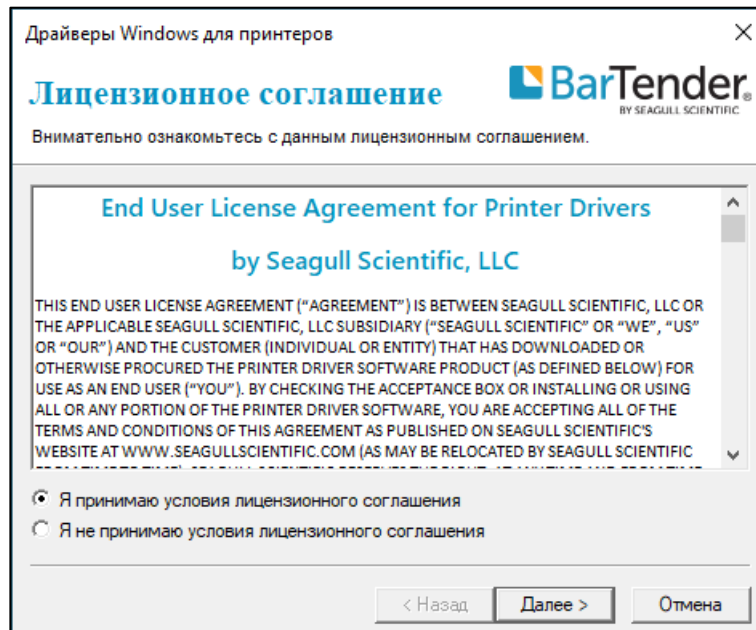 Драйверы Windows для принтеров
Лицензионное соглашение
BarTender®
BY SEAGULL SCIENTIFIC
Внимательно ознакомьтесь с данным лицензионным соглашением.
End User License Agreement for Printer Drivers
by Seagull Scientific, LLC
THIS END USER LICENSE AGREEMENT (“AGREEMENT”) IS BETWEEN SEAGULL SCIENTIFIC, LLC OR
THE APPLICABLE SEAGULL SCIENTIFIC, LLC SUBSIDIARY (“SEAGULL SCIENTIFIC” OR “WE”, “US”
OR “OUR”) AND THE CUSTOMER (INDIVIDUAL OR ENTITY) THAT HAS DOWNLOADED OR
OTHERWISE PROCURED THE PRINTER DRIVER SOFTWARE PRODUCT (AS DEFINED BELOW) FOR
USE AS AN END USER (“YOU”). BY CHECKING THE ACCEPTANCE BOX OR INSTALLING OR USING
ALL OR ANY PORTION OF THE PRINTER DRIVER SOFTWARE, YOU ARE ACCEPTING ALL OF THE
TERMS AND CONDITIONS OF THIS AGREEMENT AS PUBLISHED ON SEAGULL SCIENTIFIC'S
WEBSITE AT WWW.SEAGULLSCIENTIFIC.COM (AS MAY BE RELOCATED BY SEAGULL SCIENTIFIC
Я принимаю условия лицензионного соглашения
Я не принимаю условия лицензионного соглашения
< Назад
Далее >
Отмена